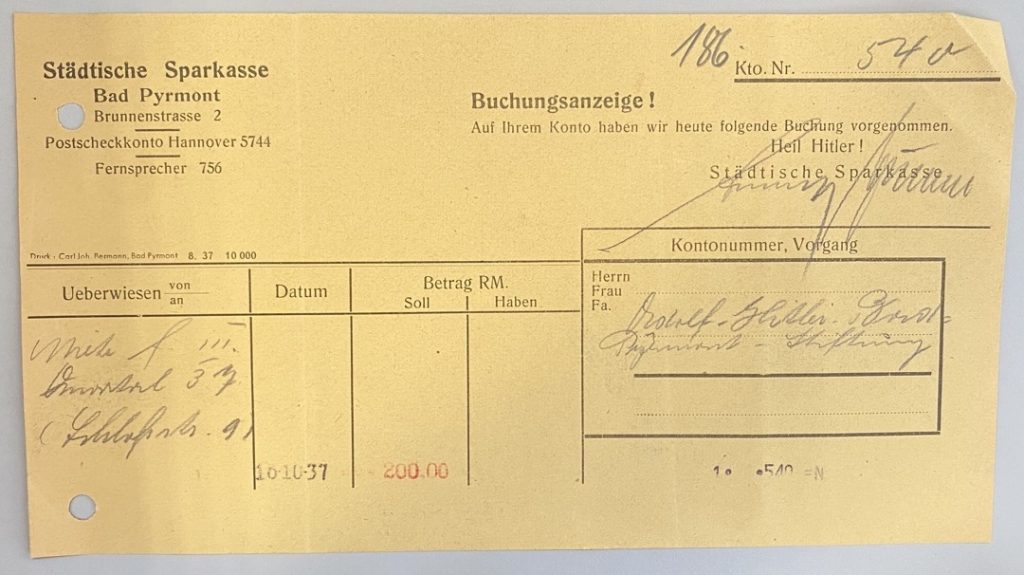 Städtische Sparkasse
Bad Pyrmont
Brunnenstrasse 2
Postscheckkonto Hannover 5744
Fernsprecher 756
186.
Kto. Nr. 540
Buchungsanzeige!
Auf Ihrem Konto haben wir heute folgende Buchung vorgenommen.
Heil Hitler!
Städtische Sparkasse
Druck: Carl Joh. Bermann, Bad Pyrmont 8. 37 10 000
Ueberwiesen von an
Datum
Betrag RM.
Soll
Haben
Kontonummer, Vorgang
Herrn
Frau
Fa.
Adolf-Hitler-Bad-
Pyrmont-Stiftung
Miete f III.
Quartal 37
(Schloßstr. 9)
16·10·37
200.00
1 540 =N